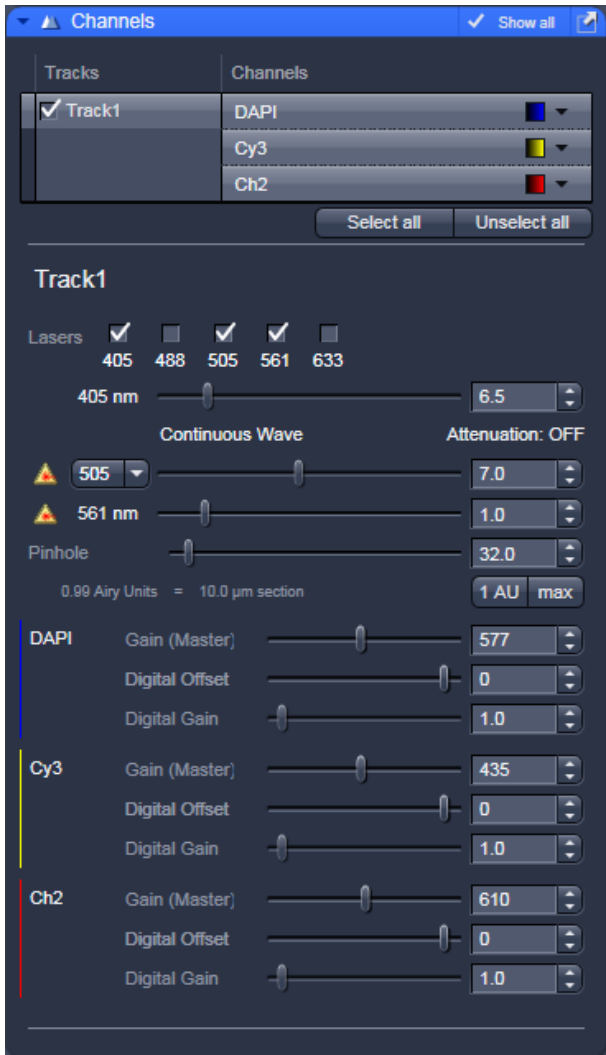 Channels Show all
Tracks Channels
Track1 DAPI
Cy3
Ch2
Select all Unselect all
Track1
Lasers
405 488 505 561 633
405 nm 6.5
Continuous Wave Attenuation: OFF
505 7.0
561 nm 1.0
Pinhole 32.0
0.99 Airy Units = 10.0 µm section 1 AU max
DAPI Gain (Master) 577
Digital Offset 0
Digital Gain 1.0
Cy3 Gain (Master) 435
Digital Offset 0
Digital Gain 1.0
Ch2 Gain (Master) 610
Digital Offset 0
Digital Gain 1.0